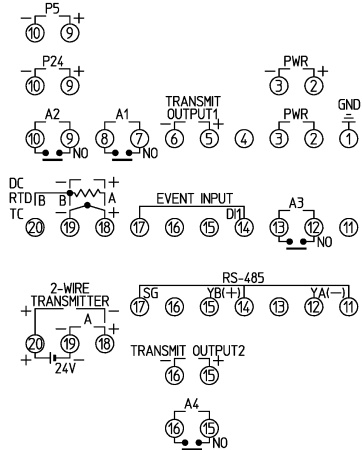 P5
− +
⑩ ⑨
P24
− +
⑩ ⑨
PWR
− +
③ ②
A2 A1 TRANSMIT OUTPUT1 PWR GND
− + − +
⑩ ⑨ ⑧ ⑦ ⑥ ⑤ ④ ③ ② ①
NO NO
DC − +
RTD B B A
TC − +
EVENT INPUT
DI1
A3
⑳ ⑲ ⑱ ⑰ ⑯ ⑮ ⑭ ⑬ ⑫ ⑪
NO
2-WIRE
TRANSMITTER
+ −
− A +
⑳ ⑲ ⑱
+ 24V −
RS-485
SG YB(+) YA(−)
⑰ ⑯ ⑮ ⑭ ⑬ ⑫ ⑪
TRANSMIT OUTPUT2
− +
⑯ ⑮
A4
⑯ ⑮
NO